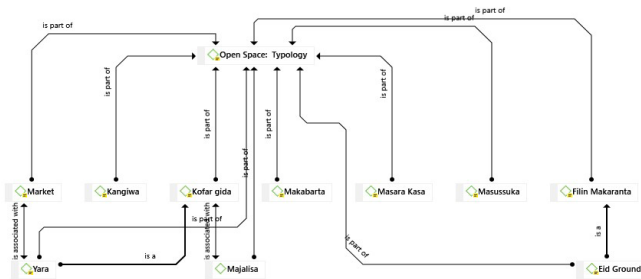 is part of
is part of
is part of
Open Space: Typology
is part of
is part of
is part of
is part of
is part of
Market
Kangiwa
Kofar gida
Makabarta
Masara Kasa
Masussuka
Filin Makaranta
is associated with
is part of
is associated with
is a
is part of
is a
Yara
Majalisa
Eid Ground